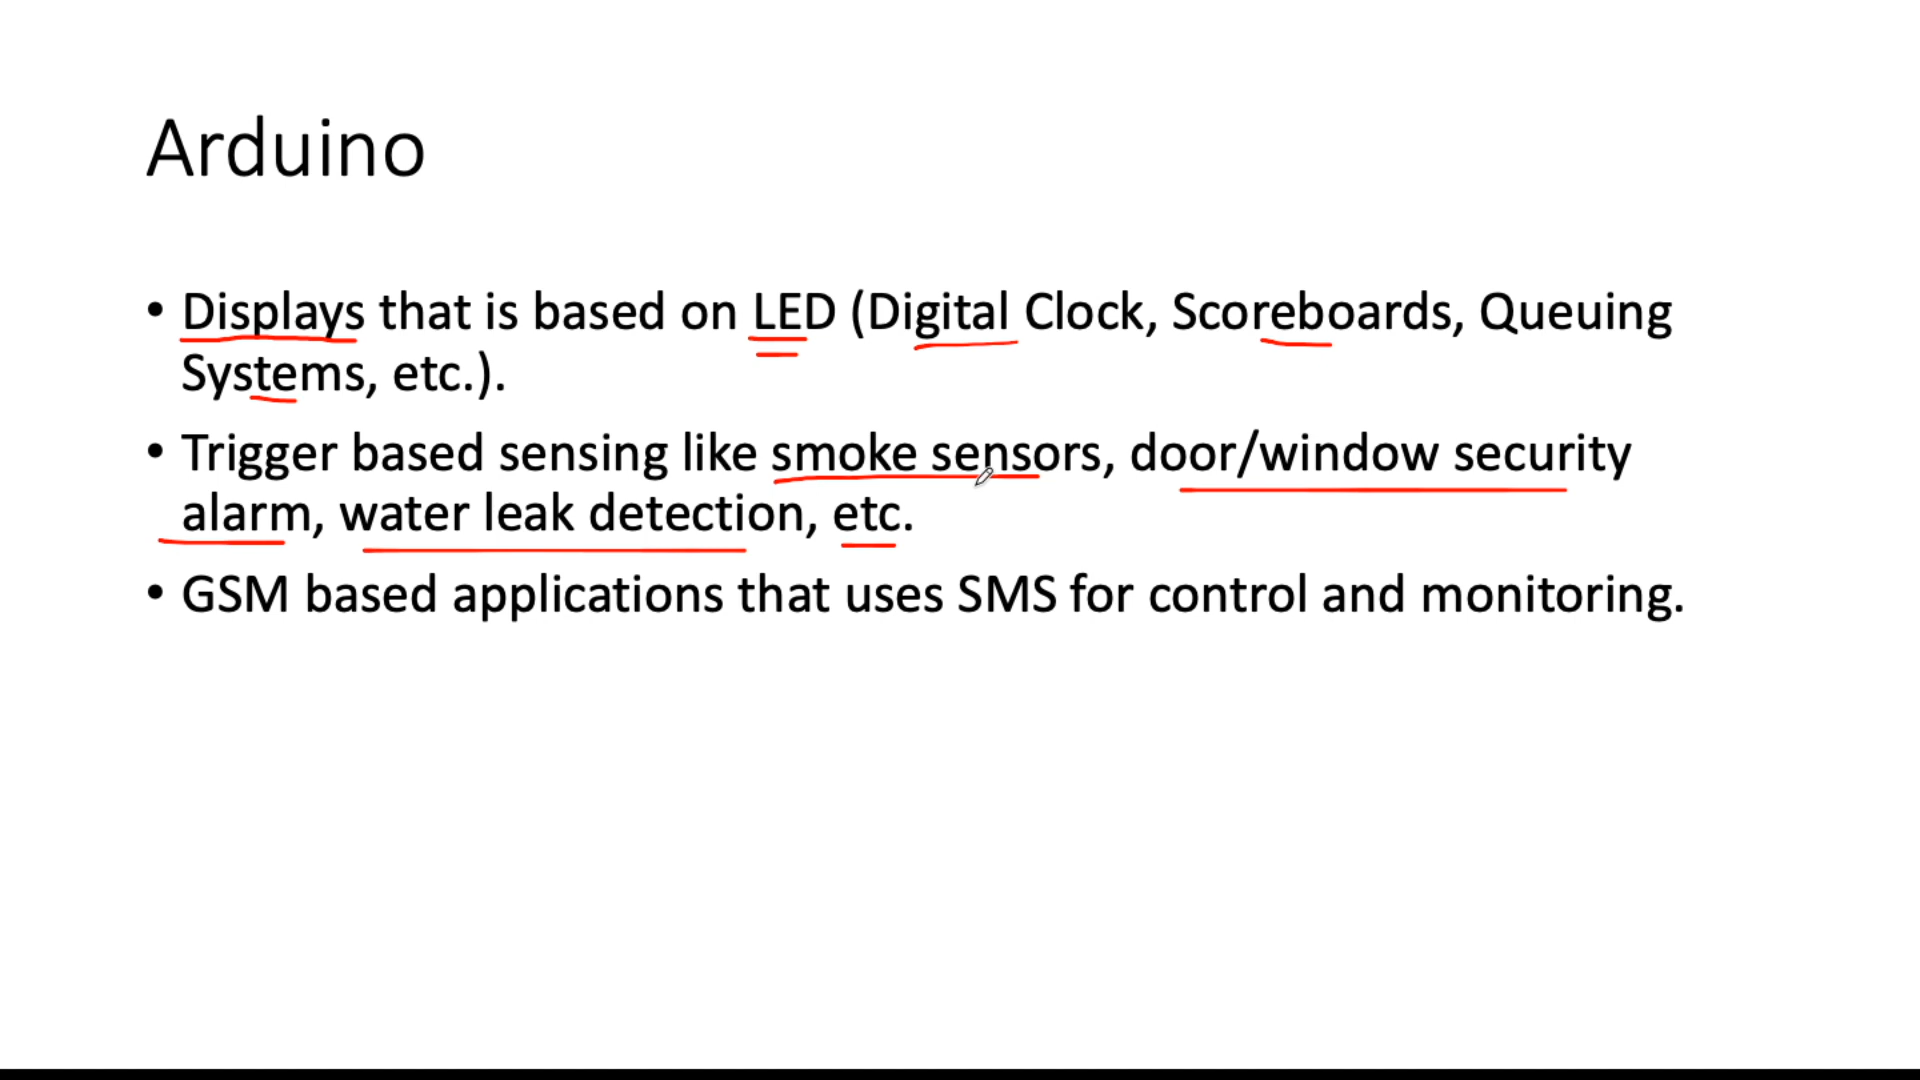 Arduino
• Displays that is based on LED (Digital Clock, Scoreboards, Queuing
Systems, etc.).
• Trigger based sensing like smoke sensors, door/window security
alarm, water leak detection, etc.
• GSM based applications that uses SMS for control and monitoring.